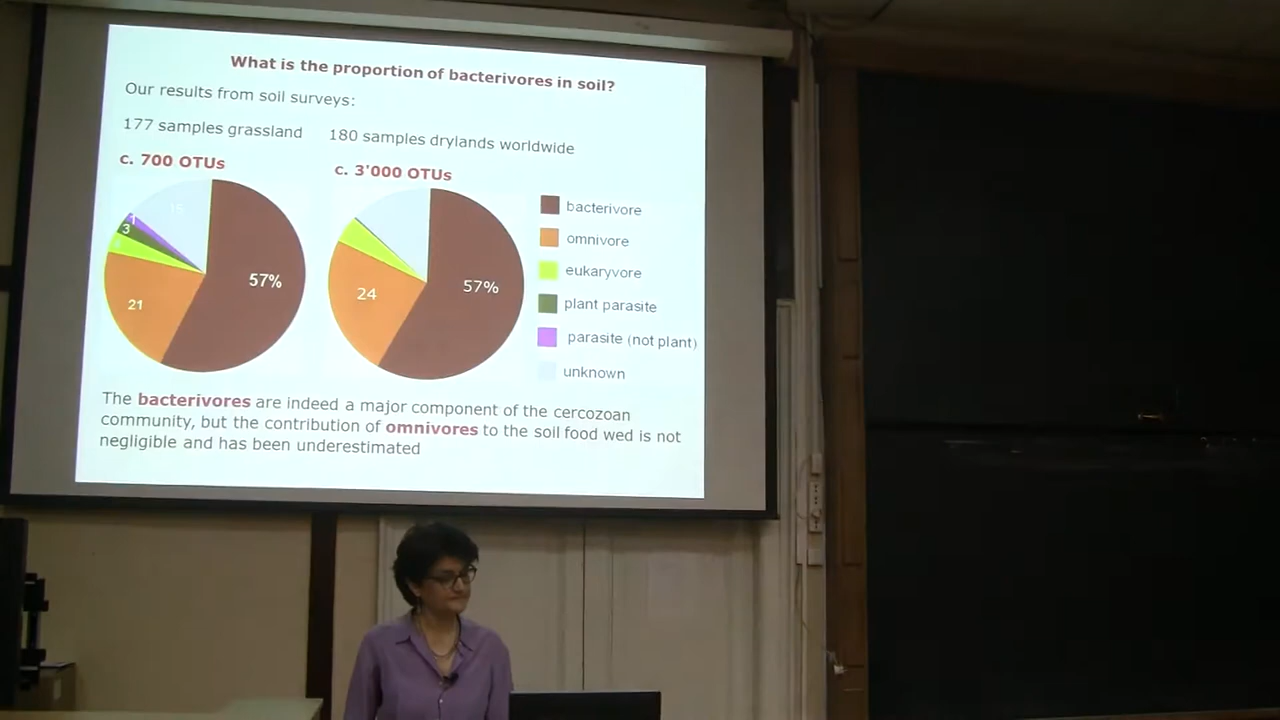 What is the proportion of bacterivores in soil?
Our results from soil surveys:
177 samples grassland
180 samples drylands worldwide
c. 700 OTUs
c. 3'000 OTUs
15
1
3
57%
21
57%
24
bacterivore
omnivore
eukaryvore
plant parasite
parasite (not plant)
unknown
The bacterivores are indeed a major component of the cercozoan
community, but the contribution of omnivores to the soil food wed is not
negligible and has been underestimated